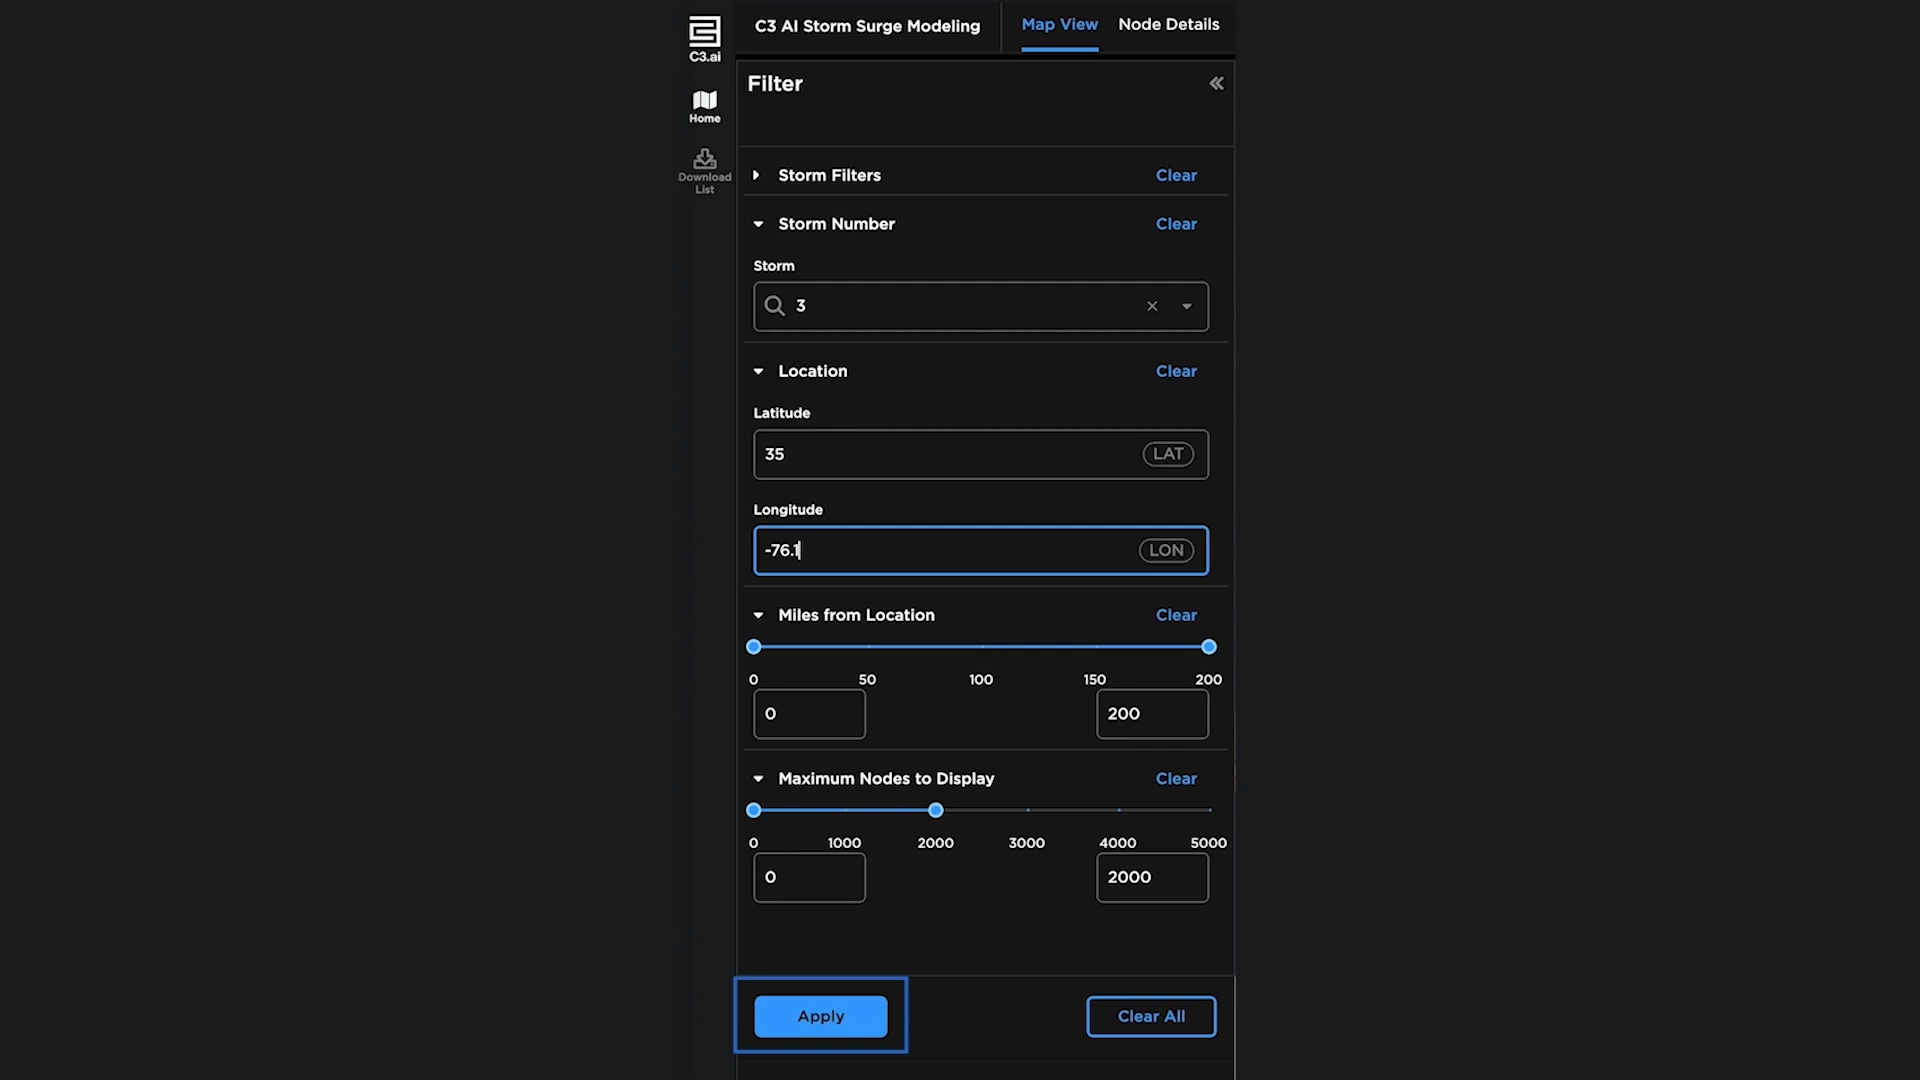 C3.ai
Home
Download
List
C3 AI Storm Surge Modeling
Map View
Node Details
Filter
Storm Filters
Clear
Storm Number
Clear
Storm
3
Location
Clear
Latitude
35
LAT
Longitude
-76.1
LON
Miles from Location
Clear
0 50 100 150 200
0
200
Maximum Nodes to Display
Clear
0 1000 2000 3000 4000 5000
0
2000
Apply
Clear All